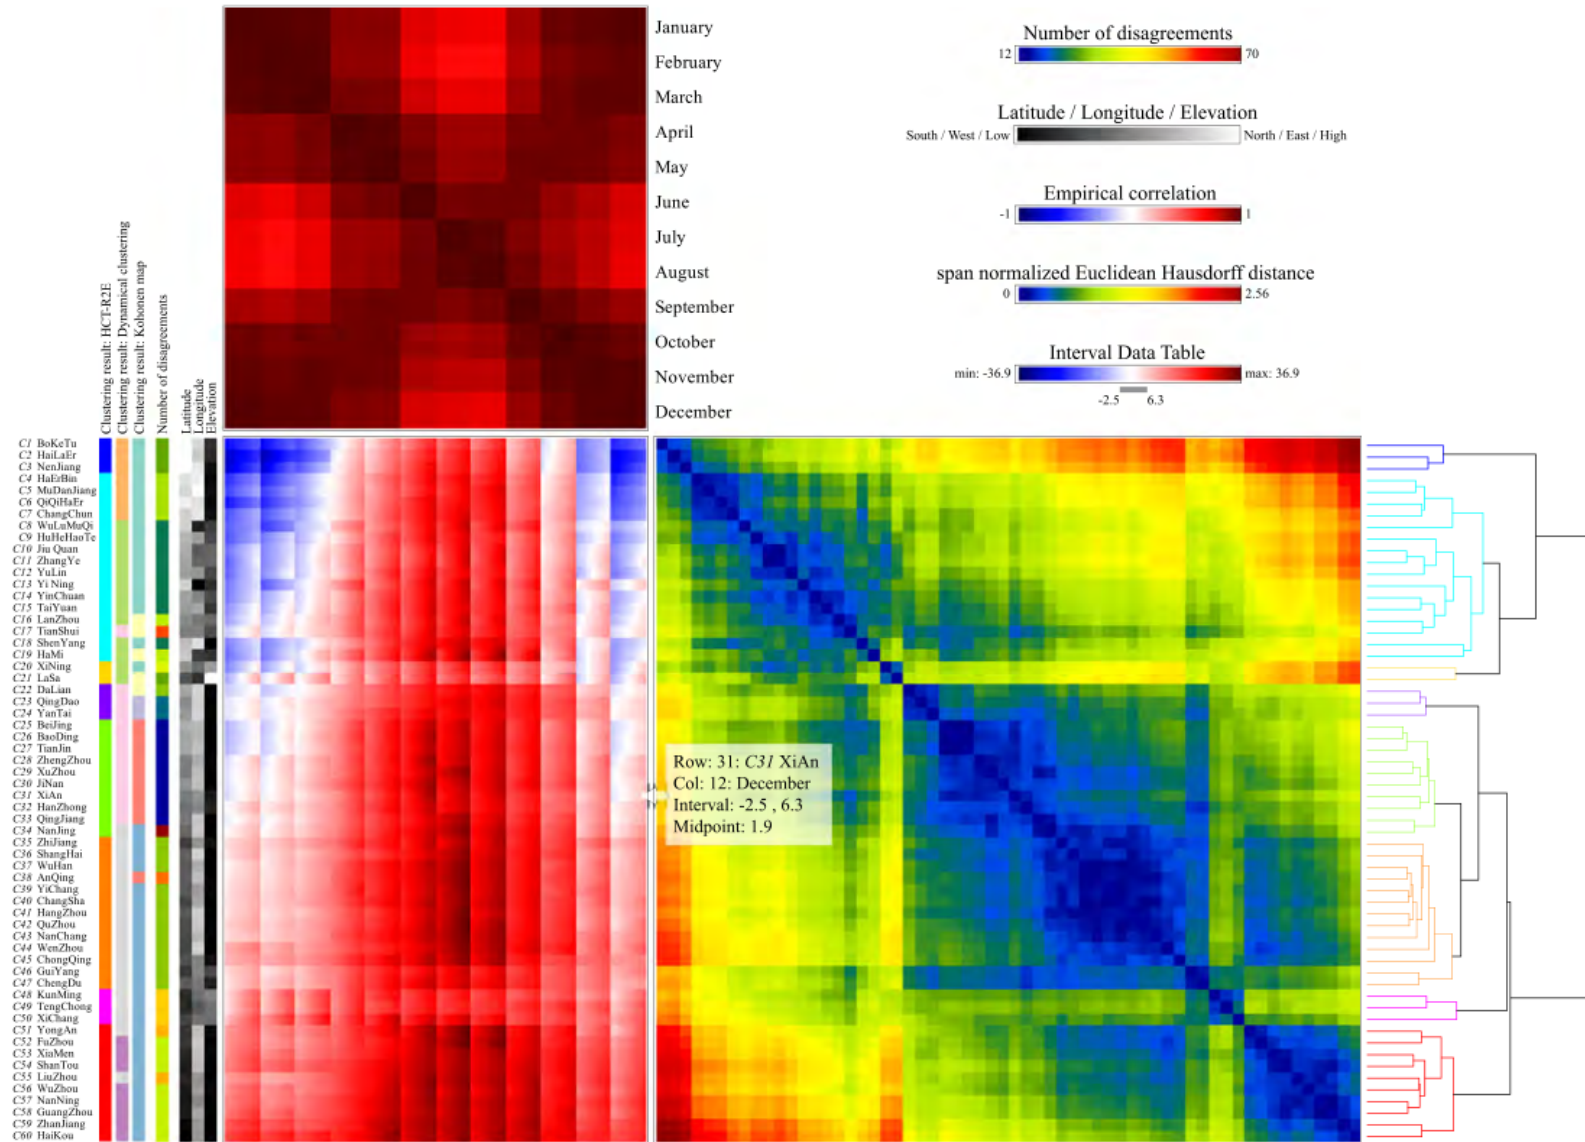 January
February
March
April
May
June
July
August
September
October
November
December
Number of disagreements
12 70
Latitude / Longitude / Elevation
South / West / Low North / East / High
Empirical correlation
-1 1
span normalized Euclidean Hausdorff distance
0 2.56
Interval Data Table
min: -36.9 max: 36.9
-2.5 6.3
Clustering result: HCT-R2E
Clustering result: Dynamical clustering
Clustering result: Kohonen map
Number of disagreements
Latitude
Longitude
Elevation
C1 BoKeTu
C2 HaiLaEr
C3 NenJiang
C4 HaErBin
C5 MuDanJiang
C6 QiQiHaEr
C7 ChangChun
C8 WuLuMuQi
C9 HuHeHaoTe
C10 Jiu Quan
C11 ZhangYe
C12 YuLin
C13 Yi Ning
C14 YinChuan
C15 TaiYuan
C16 LanZhou
C17 TianShui
C18 ShenYang
C19 HaMi
C20 XiNing
C21 LaSa
C22 DaLian
C23 QingDao
C24 YanTai
C25 BeiJing
C26 BaoDing
C27 TianJin
C28 ZhengZhou
C29 XuZhou
C30 JiNan
C31 XiAn
C32 HanZhong
C33 QingJiang
C34 NanJing
C35 ZhiJiang
C36 ShangHai
C37 WuHan
C38 AnQing
C39 YiChang
C40 ChangSha
C41 HangZhou
C42 QuZhou
C43 NanChang
C44 WenZhou
C45 ChongQing
C46 GuiYang
C47 ChengDu
C48 KunMing
C49 TengChong
C50 XiChang
C51 YongAn
C52 FuZhou
C53 XiaMen
C54 ShanTou
C55 LiuZhou
C56 WuZhou
C57 NanNing
C58 GuangZhou
C59 ZhanJiang
C60 HaiKou
Row: 31: C31 XiAn
Col: 12: December
Interval: -2.5 , 6.3
Midpoint: 1.9